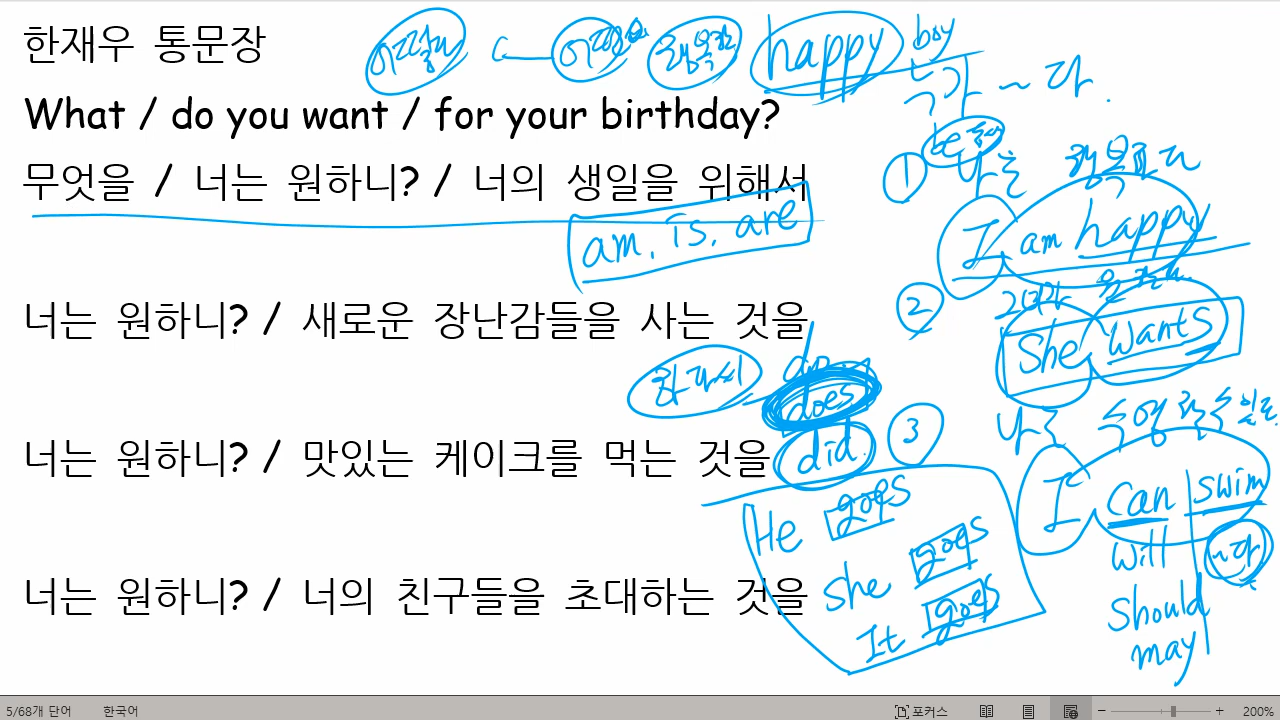 한재우 통문장
What / do you want / for your birthday?
무엇을 / 너는 원하니? / 너의 생일을 위해서
너는 원하니? / 새로운 장난감들을 사는 것을
너는 원하니? / 맛있는 케이크를 먹는 것을
너는 원하니? / 너의 친구들을 초대하는 것을
행복한 happy boy
누가 ~다.
am, is, are
①
나는 행복하다
I am happy
②
그녀가 원한다
She wants
do
does
did
③
나는 수영할 수 있다
I can swim
will
~다
should
may
He goes
She goes
It goes
5/68개 단어 한국어 포커스 200%